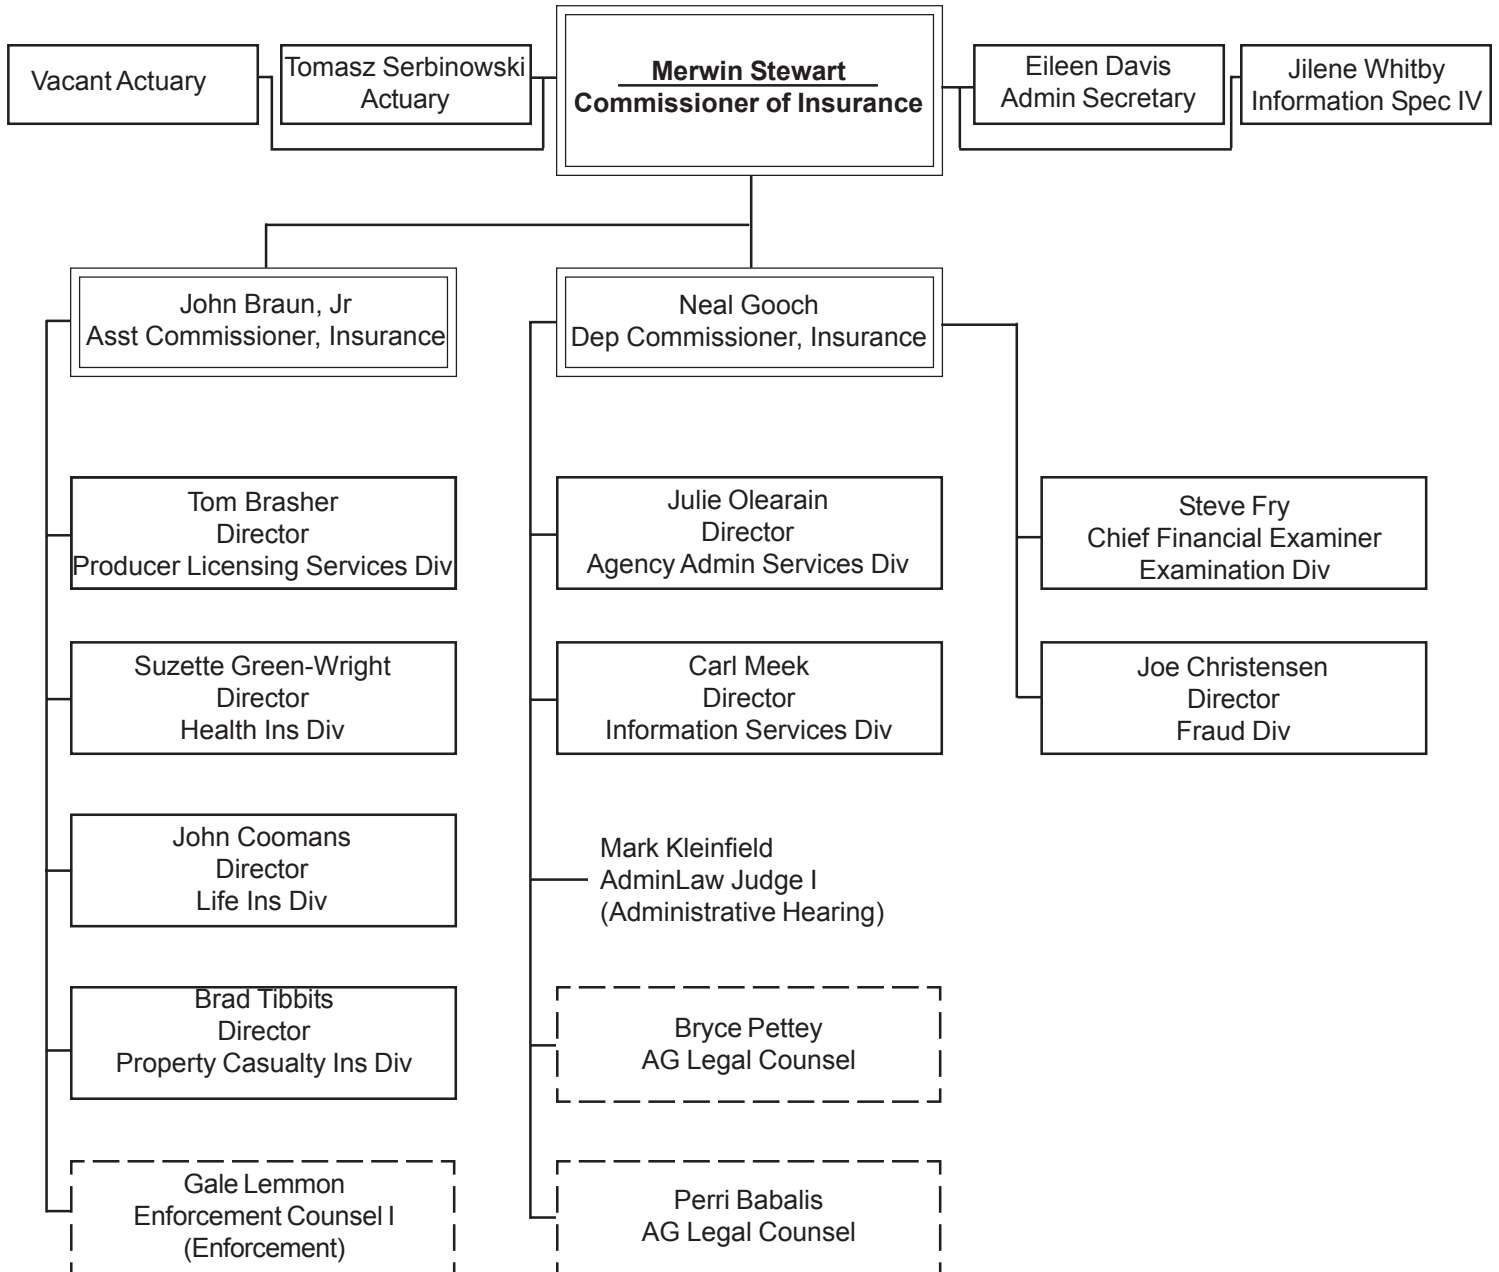 Vacant Actuary
Tomasz Serbinowski
Actuary
Merwin Stewart
Commissioner of Insurance
Eileen Davis
Admin Secretary
Jilene Whitby
Information Spec IV
John Braun, Jr
Asst Commissioner, Insurance
Neal Gooch
Dep Commissioner, Insurance
Tom Brasher
Director
Producer Licensing Services Div
Julie Olearain
Director
Agency Admin Services Div
Steve Fry
Chief Financial Examiner
Examination Div
Suzette Green-Wright
Director
Health Ins Div
Carl Meek
Director
Information Services Div
Joe Christensen
Director
Fraud Div
John Coomans
Director
Life Ins Div
Mark Kleinfield
AdminLaw Judge I
(Administrative Hearing)
Brad Tibbits
Director
Property Casualty Ins Div
Bryce Pettey
AG Legal Counsel
Gale Lemmon
Enforcement Counsel I
(Enforcement)
Perri Babalis
AG Legal Counsel